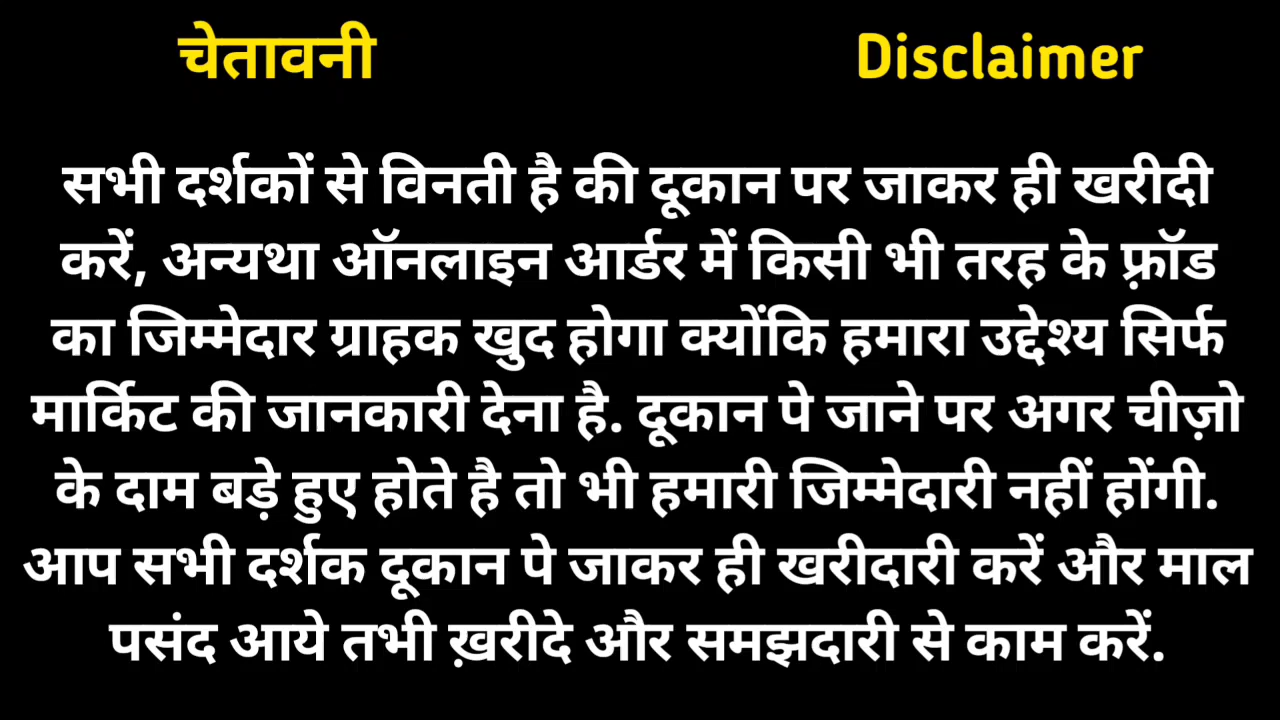 चेतावनी Disclaimer
सभी दर्शकों से विनती है की दूकान पर जाकर ही खरीदी
करें, अन्यथा ऑनलाइन आर्डर में किसी भी तरह के फ़्रॉड
का जिम्मेदार ग्राहक खुद होगा क्योंकि हमारा उद्देश्य सिर्फ
मार्किट की जानकारी देना है. दूकान पे जाने पर अगर चीज़ो
के दाम बड़े हुए होते है तो भी हमारी जिम्मेदारी नहीं होंगी.
आप सभी दर्शक दूकान पे जाकर ही खरीदारी करें और माल
पसंद आये तभी ख़रीदे और समझदारी से काम करें.